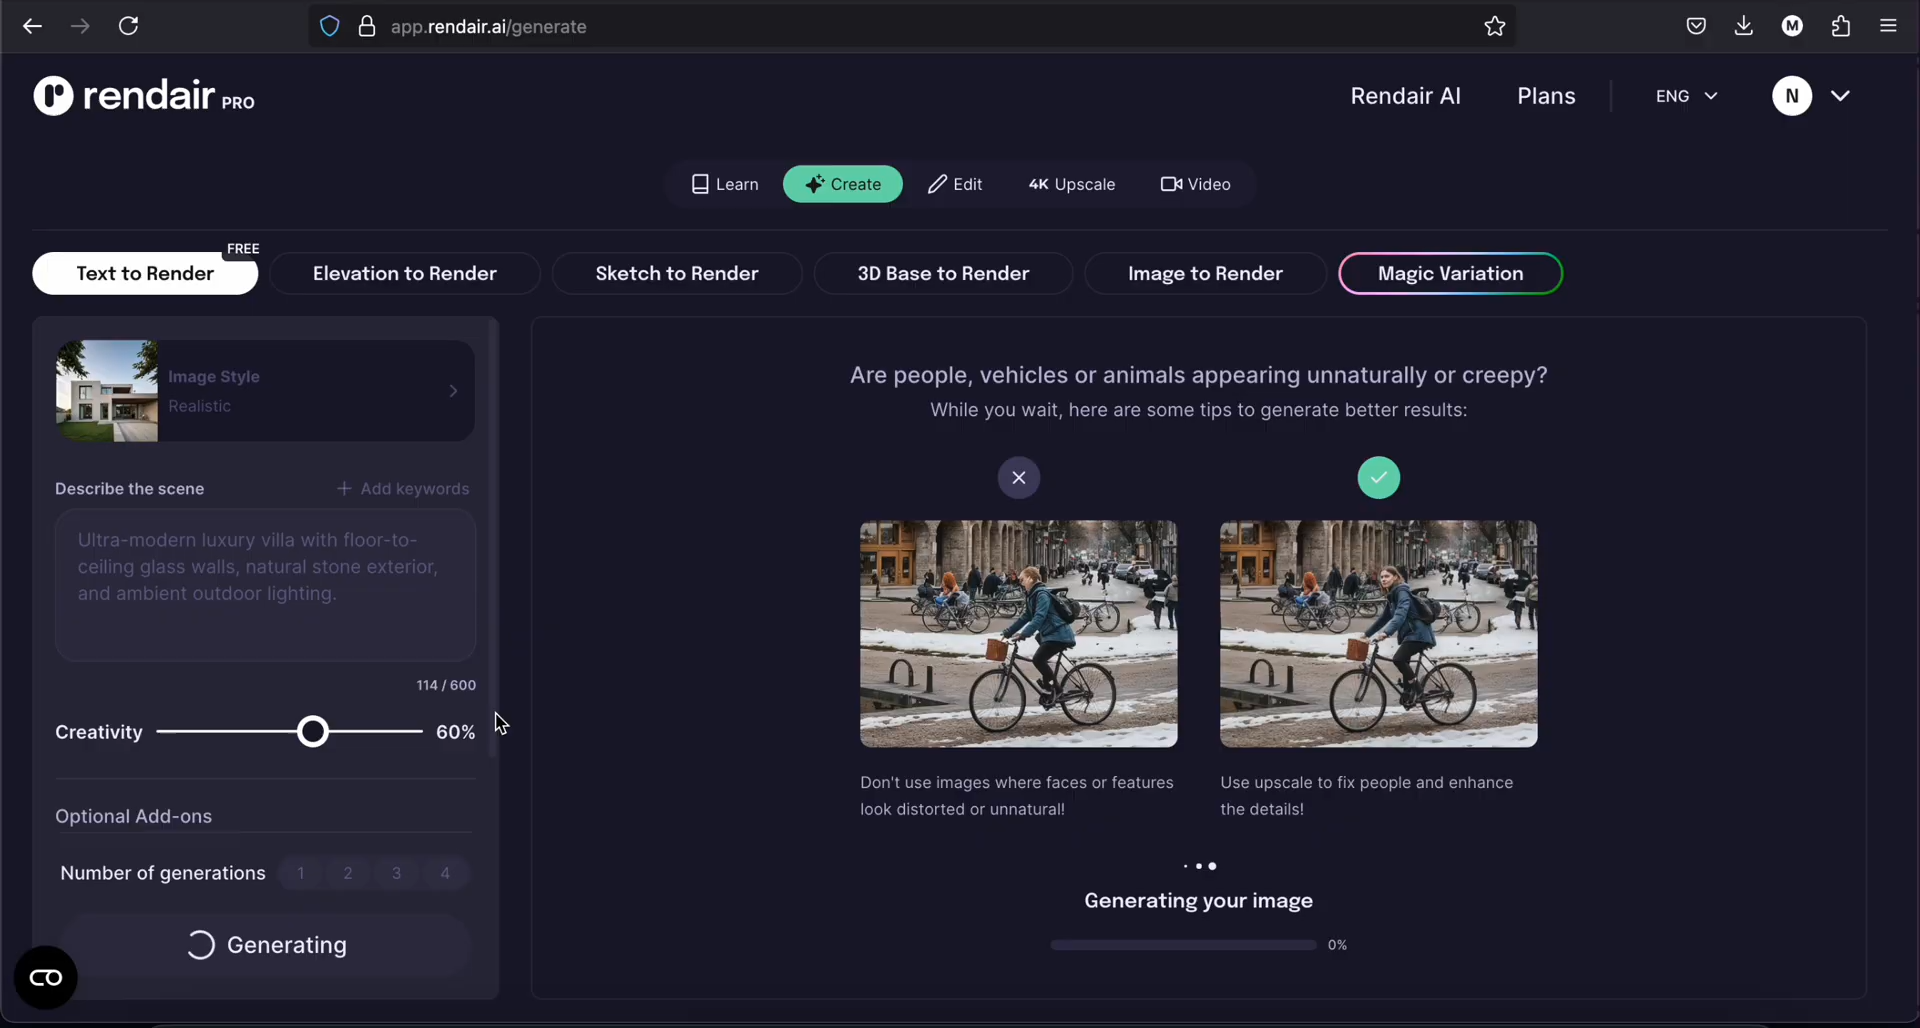 app.rendair.ai/generate
M
rendair PRO
Rendair AI
Plans
ENG
N
Learn
Create
Edit
4K Upscale
Video
FREE
Text to Render
Elevation to Render
Sketch to Render
3D Base to Render
Image to Render
Magic Variation
Image Style
Realistic
Describe the scene
Add keywords
Ultra-modern luxury villa with floor-to-
ceiling glass walls, natural stone exterior,
and ambient outdoor lighting.
114 / 600
Creativity
60%
Optional Add-ons
Number of generations
1
2
3
4
Generating
Are people, vehicles or animals appearing unnaturally or creepy?
While you wait, here are some tips to generate better results:
Don't use images where faces or features
look distorted or unnatural!
Use upscale to fix people and enhance
the details!
Generating your image
0%